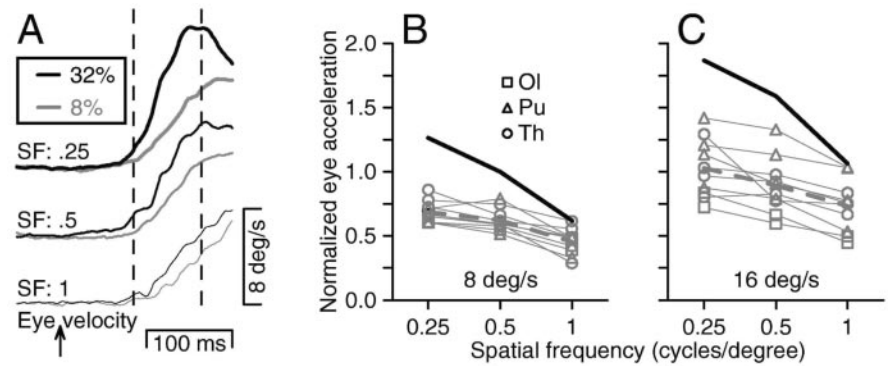 A
32%
8%
SF: .25
SF: .5
SF: 1
8 deg/s
Eye velocity
100 ms
B
Normalized eye acceleration
2.0
1.5
1.0
0.5
0.0
Ol
Pu
Th
8 deg/s
0.25 0.5 1
C
16 deg/s
0.25 0.5 1
Spatial frequency (cycles/degree)